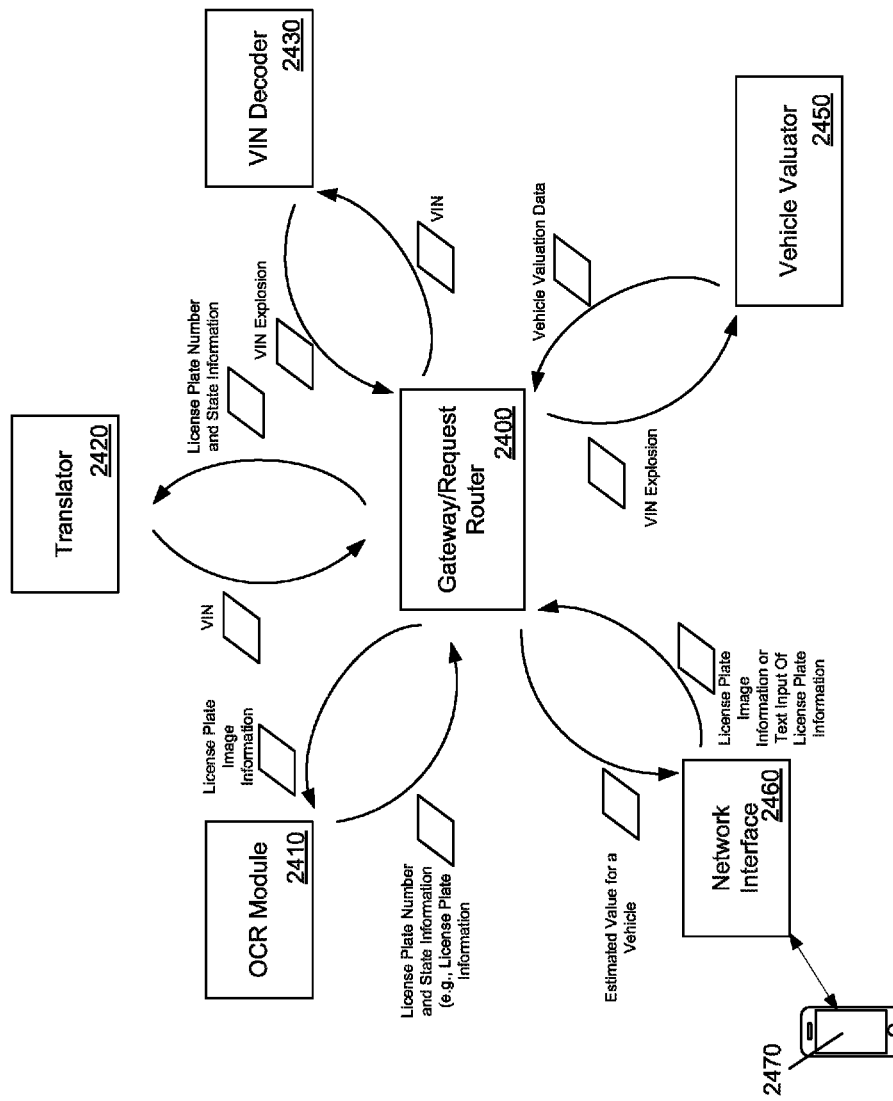 Translator
2420
VIN
License Plate Number
and State Information
OCR Module
2410
License Plate
Image
Information
License Plate Number
and State Information
(e.g., License Plate
Information
VIN Decoder
2430
VIN Explosion
VIN
Gateway/Request
Router
2400
Network
Interface
2460
Estimated Value for a
Vehicle
License Plate
Image
Information or
Text Input Of
License Plate
Information
Vehicle Valuator
2450
Vehicle Valuation Data
VIN Explosion
2470